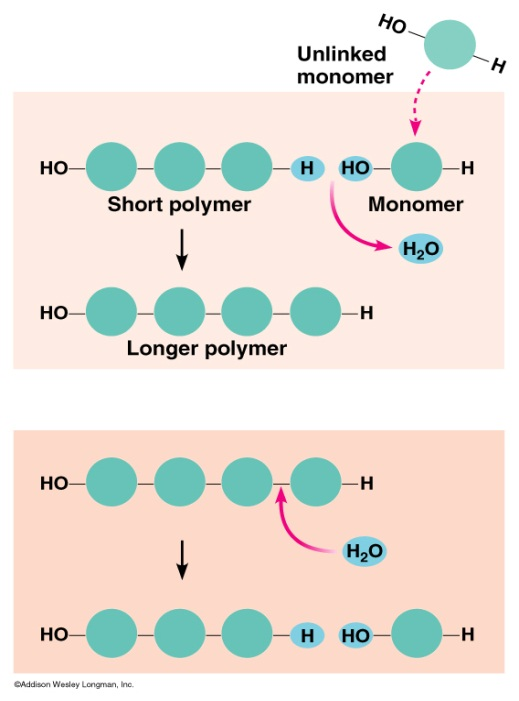 HO
H
Unlinked
monomer
HO H HO H
Short polymer Monomer
H₂O
HO H
Longer polymer
HO H
H₂O
HO H HO H
©Addison Wesley Longman, Inc.